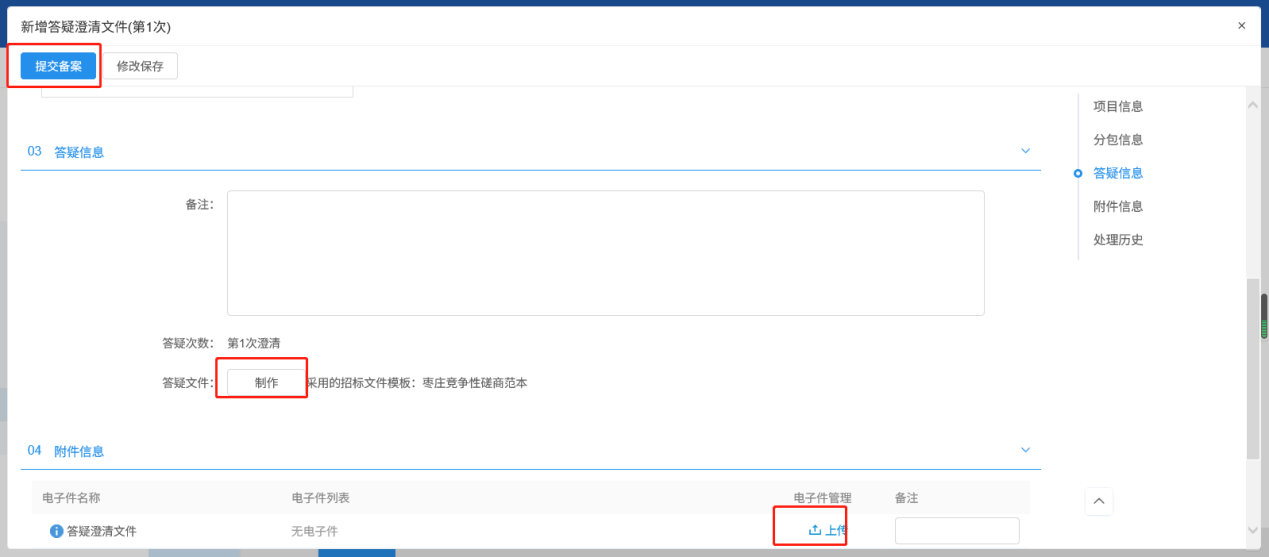 新增答疑澄清文件(第1次)
×
提交备案 修改保存
项目信息
分包信息
答疑信息
附件信息
处理历史
03 答疑信息
备注：
答疑次数： 第1次澄清
答疑文件： 制作 采用的招标文件模板：枣庄竞争性磋商范本
04 附件信息
电子件名称 电子件列表 电子件管理 备注
答疑澄清文件 无电子件 上传